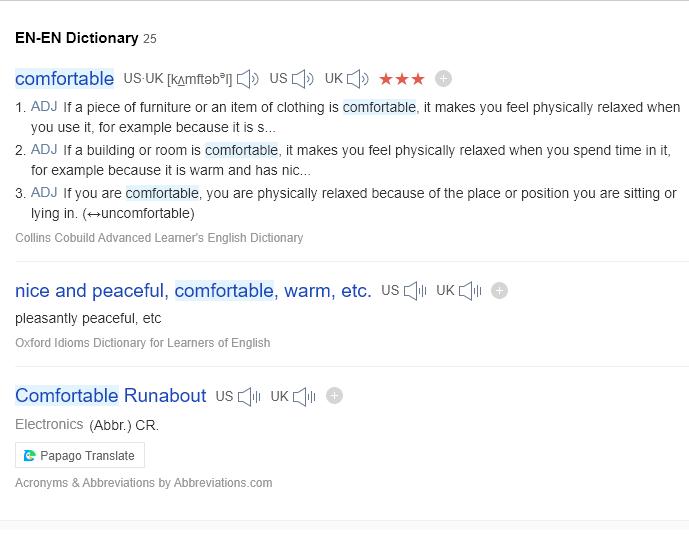 EN-EN Dictionary 25
comfortable US·UK [kʌmftəbᵊl] US UK ★★★
1. ADJ If a piece of furniture or an item of clothing is comfortable, it makes you feel physically relaxed when
you use it, for example because it is s...
2. ADJ If a building or room is comfortable, it makes you feel physically relaxed when you spend time in it,
for example because it is warm and has nic...
3. ADJ If you are comfortable, you are physically relaxed because of the place or position you are sitting or
lying in. (↔uncomfortable)
Collins Cobuild Advanced Learner's English Dictionary
nice and peaceful, comfortable, warm, etc. US UK
pleasantly peaceful, etc
Oxford Idioms Dictionary for Learners of English
Comfortable Runabout US UK
Electronics (Abbr.) CR.
Papago Translate
Acronyms & Abbreviations by Abbreviations.com